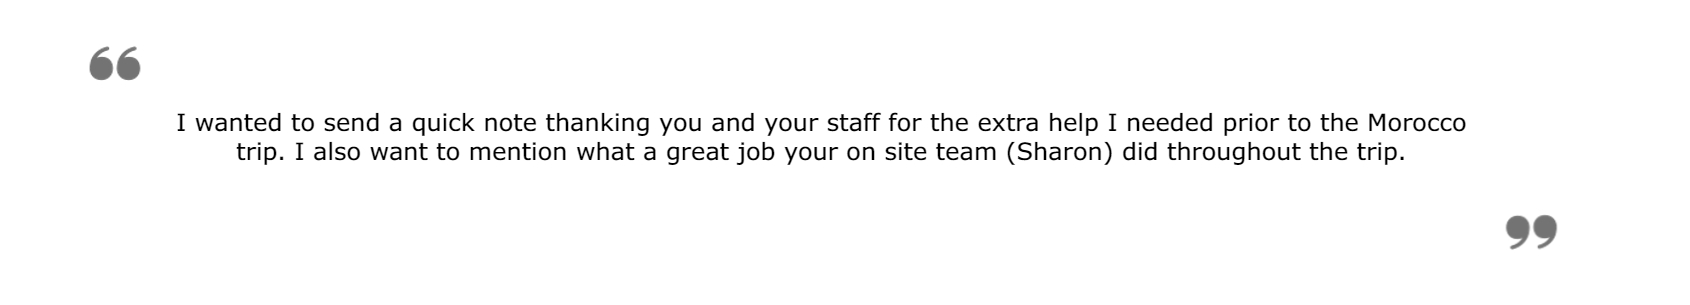 “
I wanted to send a quick note thanking you and your staff for the extra help I needed prior to the Morocco
trip. I also want to mention what a great job your on site team (Sharon) did throughout the trip.
”